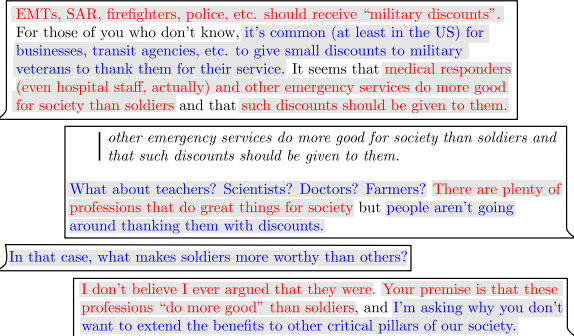 EMTs, SAR, firefighters, police, etc. should receive “military discounts”.
For those of you who don't know, it's common (at least in the US) for
businesses, transit agencies, etc. to give small discounts to military
veterans to thank them for their service. It seems that medical responders
(even hospital staff, actually) and other emergency services do more good
for society than soldiers and that such discounts should be given to them.
other emergency services do more good for society than soldiers and
that such discounts should be given to them.
What about teachers? Scientists? Doctors? Farmers? There are plenty of
professions that do great things for society but people aren't going
around thanking them with discounts.
In that case, what makes soldiers more worthy than others?
I don't believe I ever argued that they were. Your premise is that these
professions “do more good” than soldiers, and I'm asking why you don't
want to extend the benefits to other critical pillars of our society.